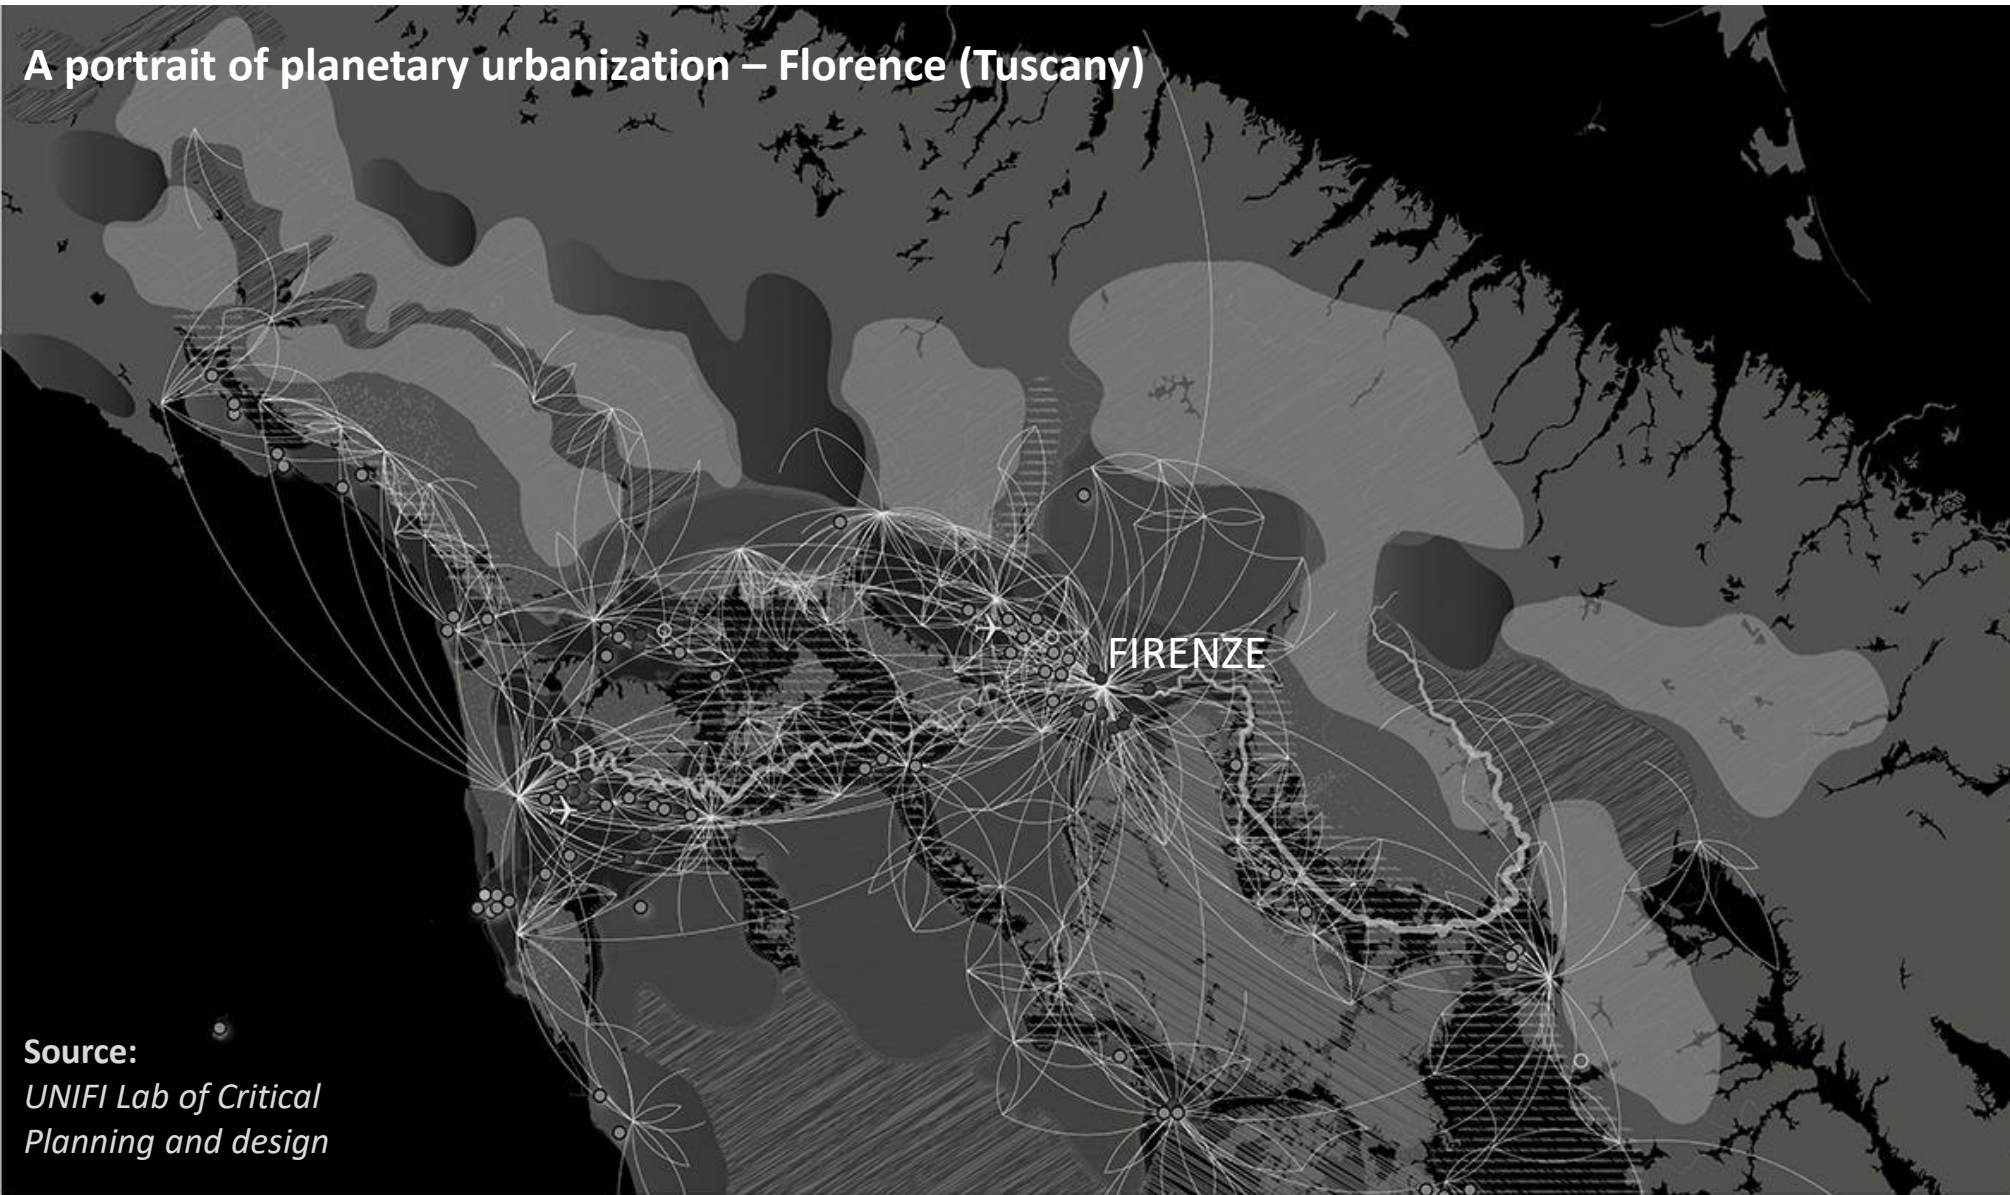 A portrait of planetary urbanization – Florence (Tuscany)
FIRENZE
Source:
UNIFI Lab of Critical
Planning and design